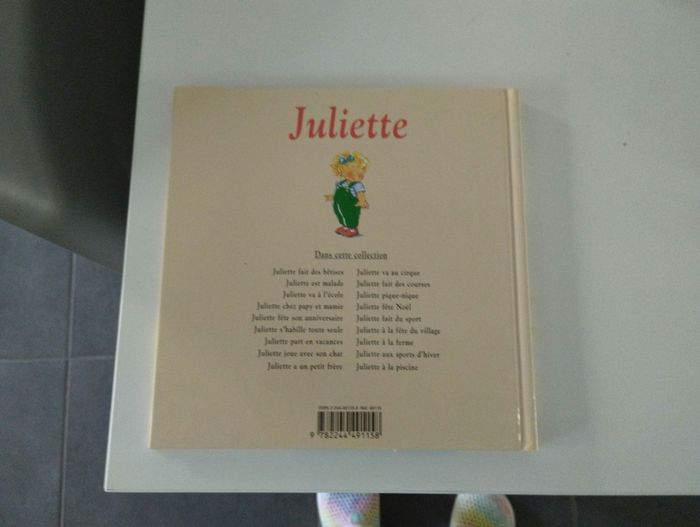 Juliette
Dans cette collection
Juliette fait des bêtises
Juliette est malade
Juliette va à l'école
Juliette chez papy et mamie
Juliette fête son anniversaire
Juliette s'habille toute seule
Juliette part en vacances
Juliette joue avec son chat
Juliette a un petit frère
Juliette va au cirque
Juliette fait des courses
Juliette pique-nique
Juliette fête Noël
Juliette fait du sport
Juliette à la fête du village
Juliette à la ferme
Juliette aux sports d'hiver
Juliette à la piscine
9 782244 491158